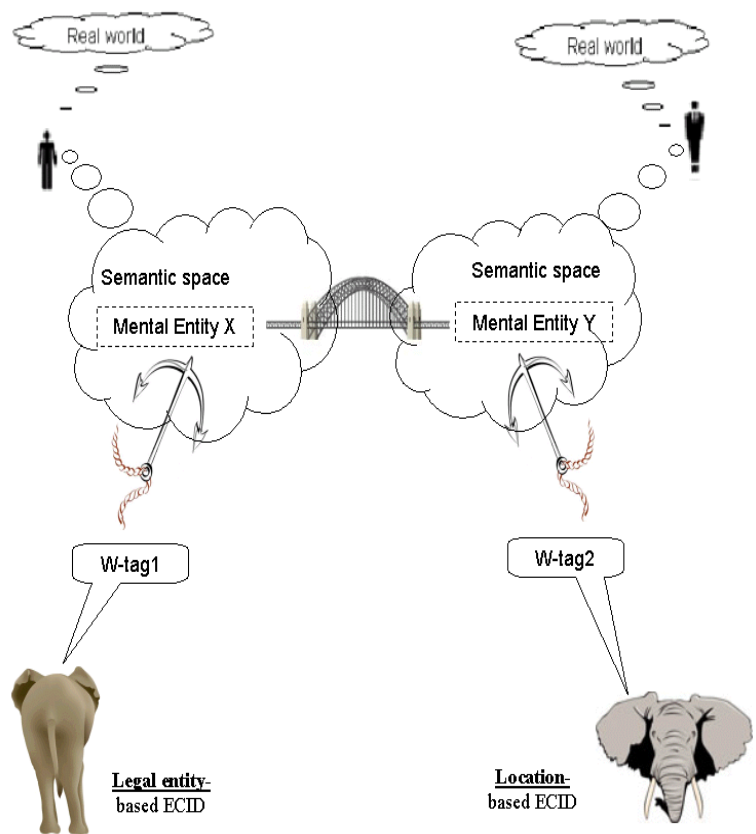 Real world
Real world
Semantic space
Semantic space
Mental Entity X
Mental Entity Y
W-tag1
W-tag2
Legal entity-
based ECID
Location-
based ECID